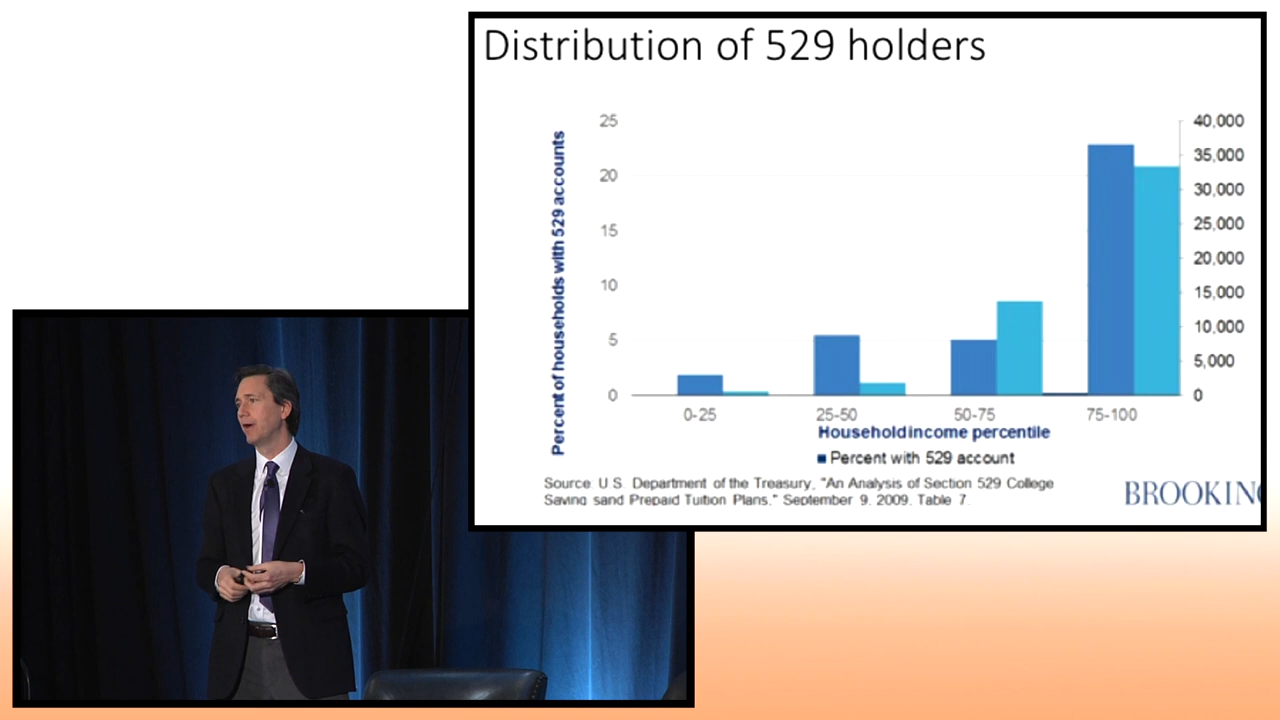 Distribution of 529 holders
Percent of households with 529 accounts
25
20
15
10
5
0
40,000
35,000
30,000
25,000
20,000
15,000
10,000
5,000
0
0-25
25-50
50-75
75-100
Household income percentile
Percent with 529 account
Source U.S. Department of the Treasury, "An Analysis of Section 529 College
Saving sand Prepaid Tuition Plans," September 9, 2009, Table 7.
BROOKIN